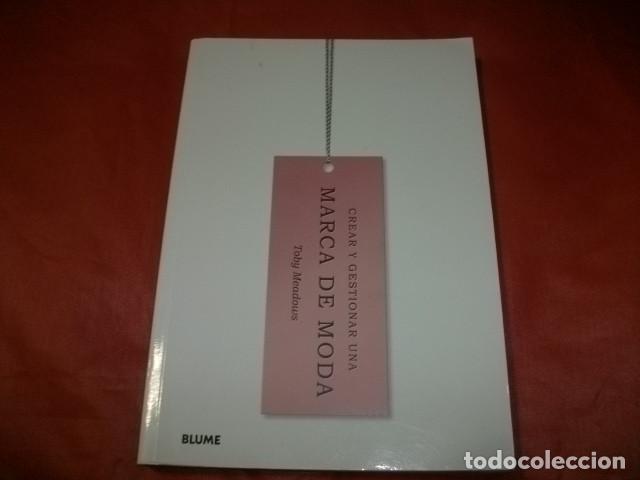 CREAR Y GESTIONAR UNA
MARCA DE MODA
Toby Meadows
BLUME
todocoleccion